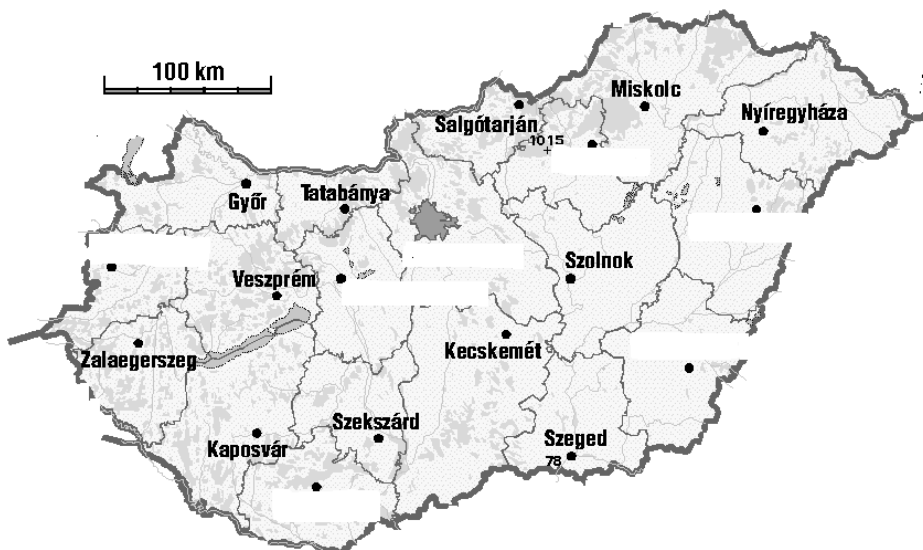 100 km
Miskolc
Salgótarján
Nyíregyháza
1015
Győr
Tatabánya
Veszprém
Szolnok
Kecskemét
Zalaegerszeg
Szekszárd
Kaposvár
Szeged
78